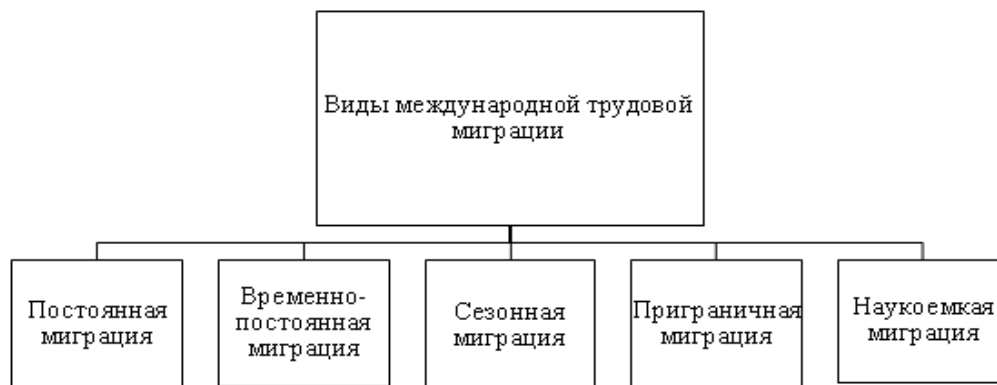 Виды международной трудовой
миграции
Постоянная
миграция
Временно-
постоянная
миграция
Сезонная
миграция
Приграничная
миграция
Наукоемкая
миграция